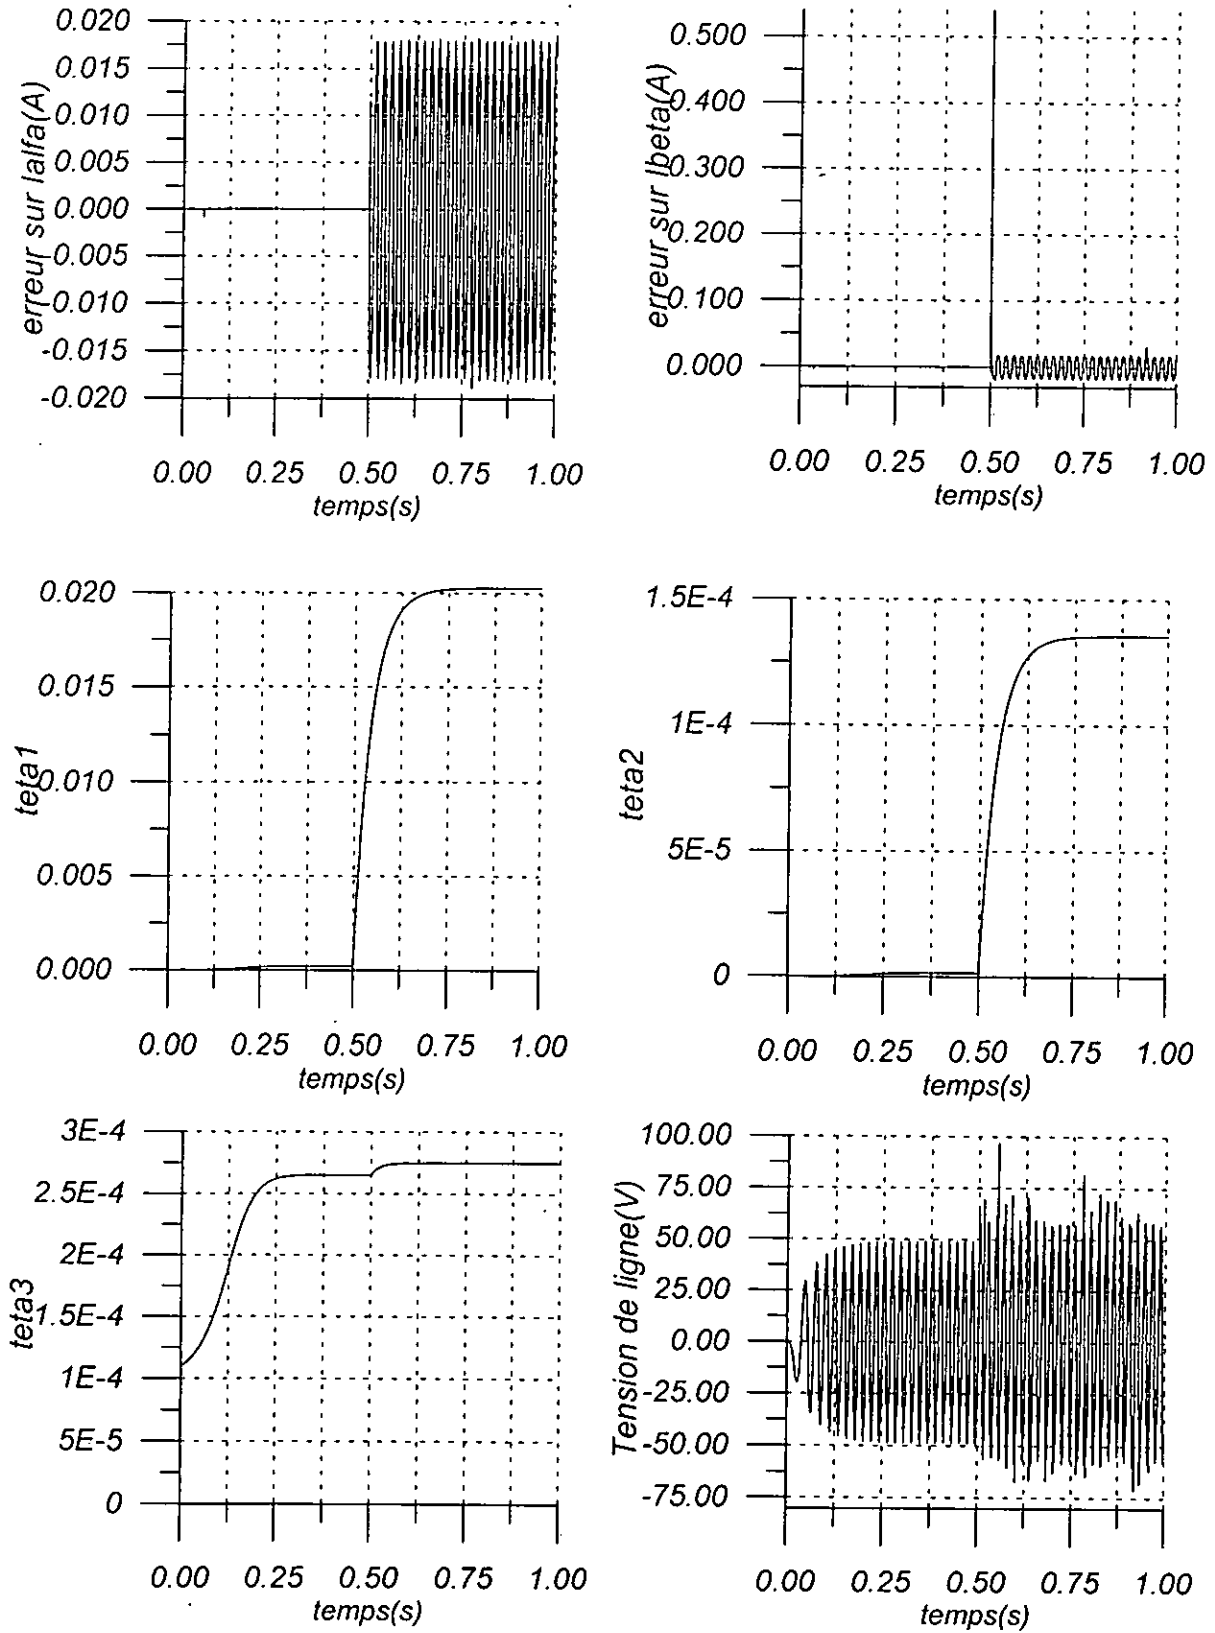 erreur sur Ialfa(A)
0.020
0.015
0.010
0.005
0.000
-0.005
-0.010
-0.015
-0.020
0.00 0.25 0.50 0.75 1.00
temps(s)
erreur sur Ibeta(A)
0.500
0.400
0.300
0.200
0.100
0.000
0.00 0.25 0.50 0.75 1.00
temps(s)
teta1
0.020
0.015
0.010
0.005
0.000
0.00 0.25 0.50 0.75 1.00
temps(s)
teta2
1.5E-4
1E-4
5E-5
0
0.00 0.25 0.50 0.75 1.00
temps(s)
teta3
3E-4
2.5E-4
2E-4
1.5E-4
1E-4
5E-5
0
0.00 0.25 0.50 0.75 1.00
temps(s)
Tension de ligne(V)
100.00
75.00
50.00
25.00
0.00
-25.00
-50.00
-75.00
0.00 0.25 0.50 0.75 1.00
temps(s)